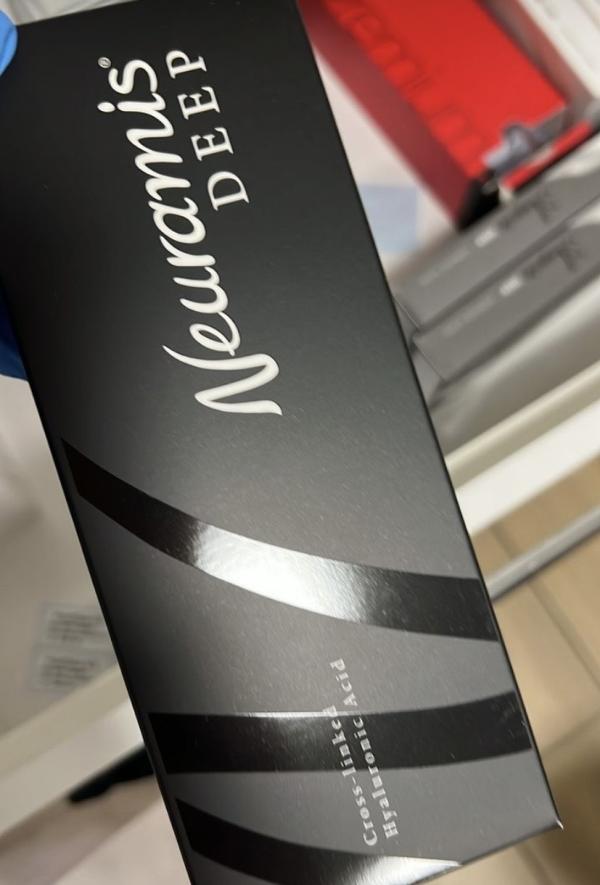 Neuramis®
DEEP
Cross-linked
Hyaluronic Acid